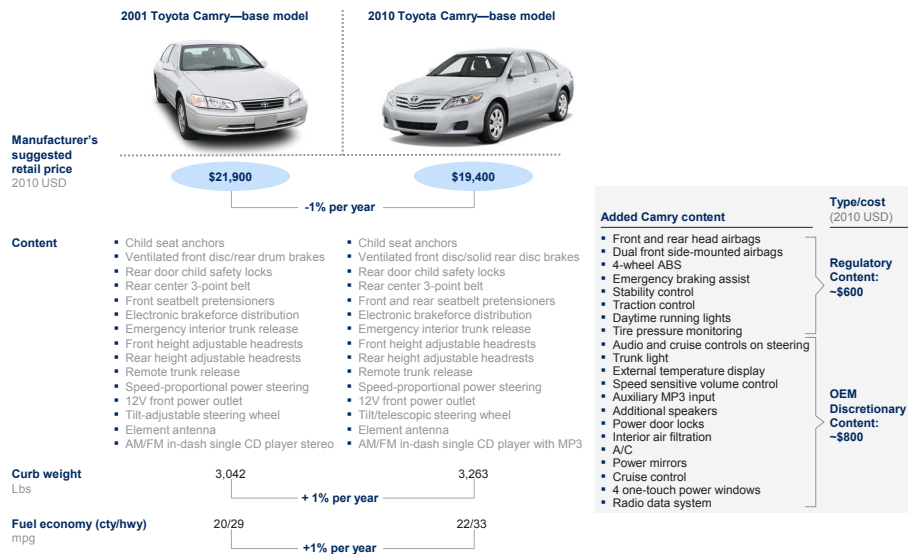 2001 Toyota Camry—base model
2010 Toyota Camry—base model
Manufacturer's
suggested
retail price
2010 USD
$21,900
$19,400
-1% per year
Content
▪ Child seat anchors
▪ Ventilated front disc/rear drum brakes
▪ Rear door child safety locks
▪ Rear center 3-point belt
▪ Front seatbelt pretensioners
▪ Electronic brakeforce distribution
▪ Emergency interior trunk release
▪ Front height adjustable headrests
▪ Rear height adjustable headrests
▪ Remote trunk release
▪ Speed-proportional power steering
▪ 12V front power outlet
▪ Tilt-adjustable steering wheel
▪ Element antenna
▪ AM/FM in-dash single CD player stereo
▪ Child seat anchors
▪ Ventilated front disc/solid rear disc brakes
▪ Rear door child safety locks
▪ Rear center 3-point belt
▪ Front and rear seatbelt pretensioners
▪ Electronic brakeforce distribution
▪ Emergency interior trunk release
▪ Front height adjustable headrests
▪ Rear height adjustable headrests
▪ Remote trunk release
▪ Speed-proportional power steering
▪ 12V front power outlet
▪ Tilt/telescopic steering wheel
▪ Element antenna
▪ AM/FM in-dash single CD player with MP3
Curb weight
Lbs
3,042
3,263
+ 1% per year
Fuel economy (cty/hwy)
mpg
20/29
22/33
+1% per year
Added Camry content
Type/cost
(2010 USD)
▪ Front and rear head airbags
▪ Dual front side-mounted airbags
▪ 4-wheel ABS
▪ Emergency braking assist
▪ Stability control
▪ Traction control
▪ Daytime running lights
▪ Tire pressure monitoring
Regulatory
Content:
~$600
▪ Audio and cruise controls on steering
▪ Trunk light
▪ External temperature display
▪ Speed sensitive volume control
▪ Auxiliary MP3 input
▪ Additional speakers
▪ Power door locks
▪ Interior air filtration
▪ A/C
▪ Power mirrors
▪ Cruise control
▪ 4 one-touch power windows
▪ Radio data system
OEM
Discretionary
Content:
~$800